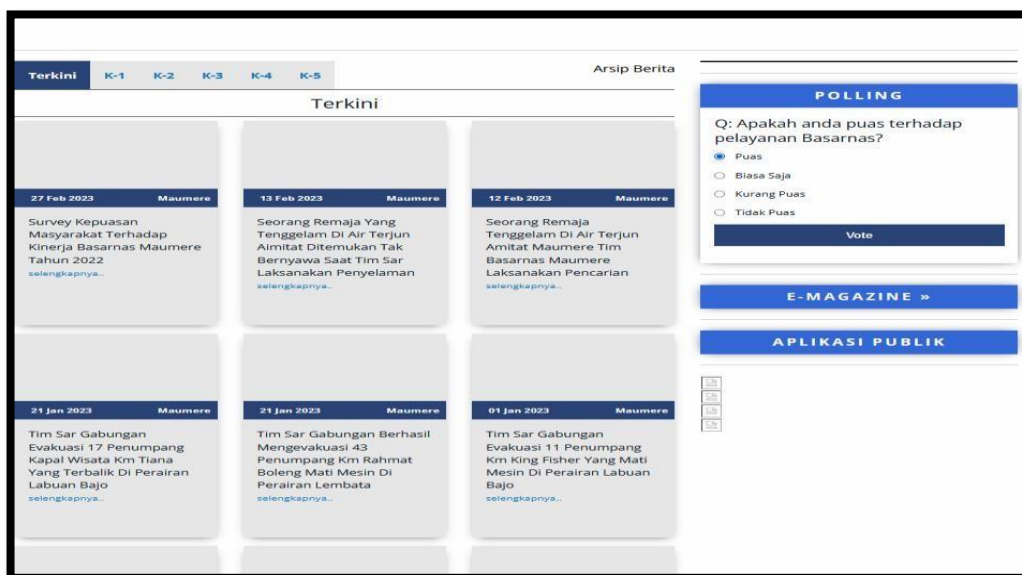 Terkini K-1 K-2 K-3 K-4 K-5
Arsip Berita
Terkini
27 Feb 2023 Maumere
Survey Kepuasan
Masyarakat Terhadap
Kinerja Basarnas Maumere
Tahun 2022
selengkapnya..
13 Feb 2023 Maumere
Seorang Remaja Yang
Tenggelam Di Air Terjun
Aimitat Ditemukan Tak
Bernyawa Saat Tim Sar
Laksanakan Penyelaman
selengkapnya..
12 Feb 2023 Maumere
Seorang Remaja
Tenggelam Di Air Terjun
Amitat Maumere Tim
Basarnas Maumere
Laksanakan Pencarian
selengkapnya..
21 Jan 2023 Maumere
Tim Sar Gabungan
Evakuasi 17 Penumpang
Kapal Wisata Km Tiana
Yang Terbalik Di Perairan
Labuan Bajo
selengkapnya..
21 Jan 2023 Maumere
Tim Sar Gabungan Berhasil
Mengevakuasi 43
Penumpang Km Rahmat
Boleng Mati Mesin Di
Perairan Lembata
selengkapnya..
01 Jan 2023 Maumere
Tim Sar Gabungan
Evakuasi 11 Penumpang
Km King Fisher Yang Mati
Mesin Di Perairan Labuan
Bajo
selengkapnya..
POLLING
Q: Apakah anda puas terhadap
pelayanan Basarnas?
Puas
Biasa Saja
Kurang Puas
Tidak Puas
Vote
E-MAGAZINE »
APLIKASI PUBLIK